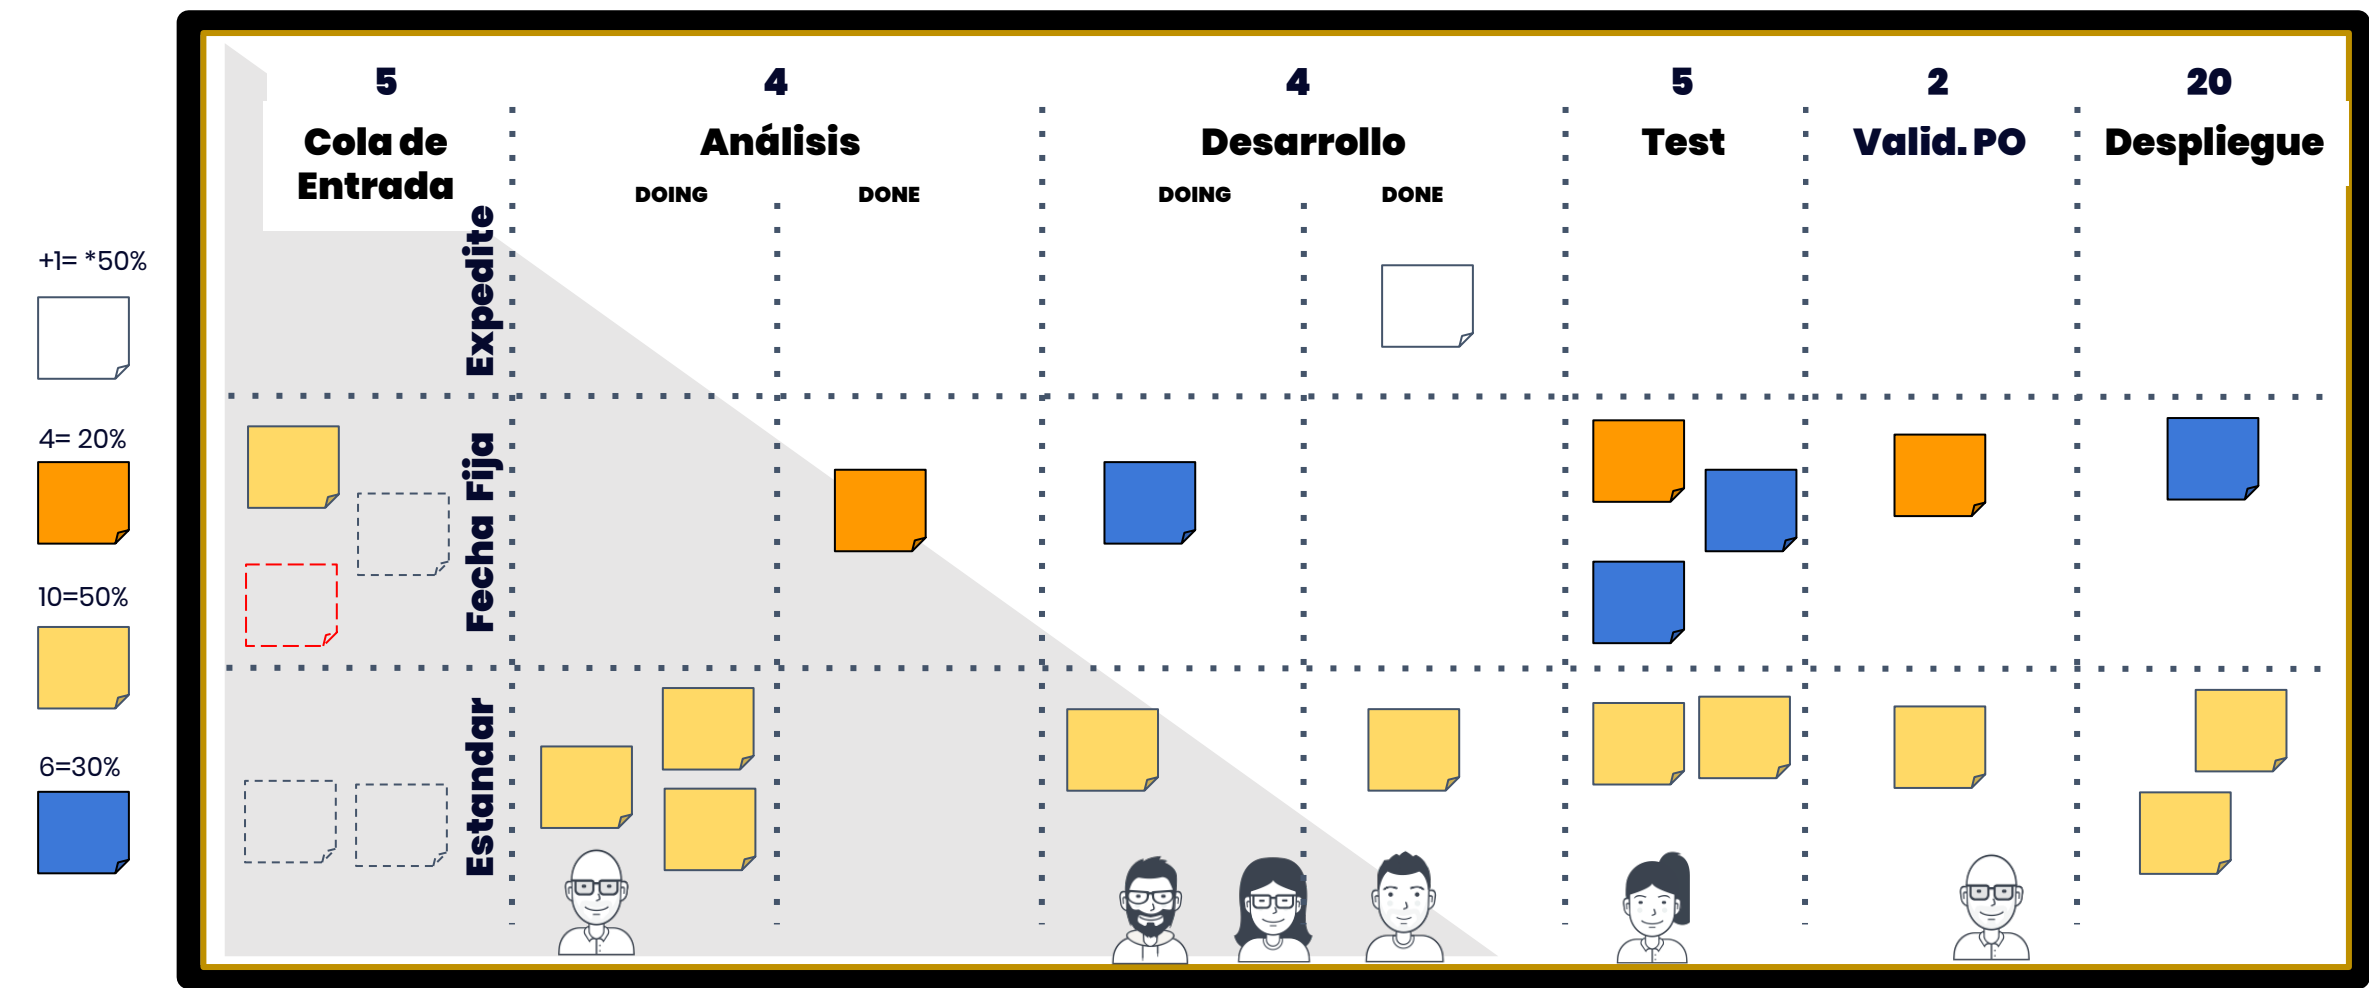 5
4
4
5
2
20
Cola de
Entrada
Análisis
Desarrollo
Test
Valid. PO
Despliegue
DOING
DONE
DOING
DONE
Expedite
Fecha Fija
Estandar
+1= *50%
4= 20%
10=50%
6=30%